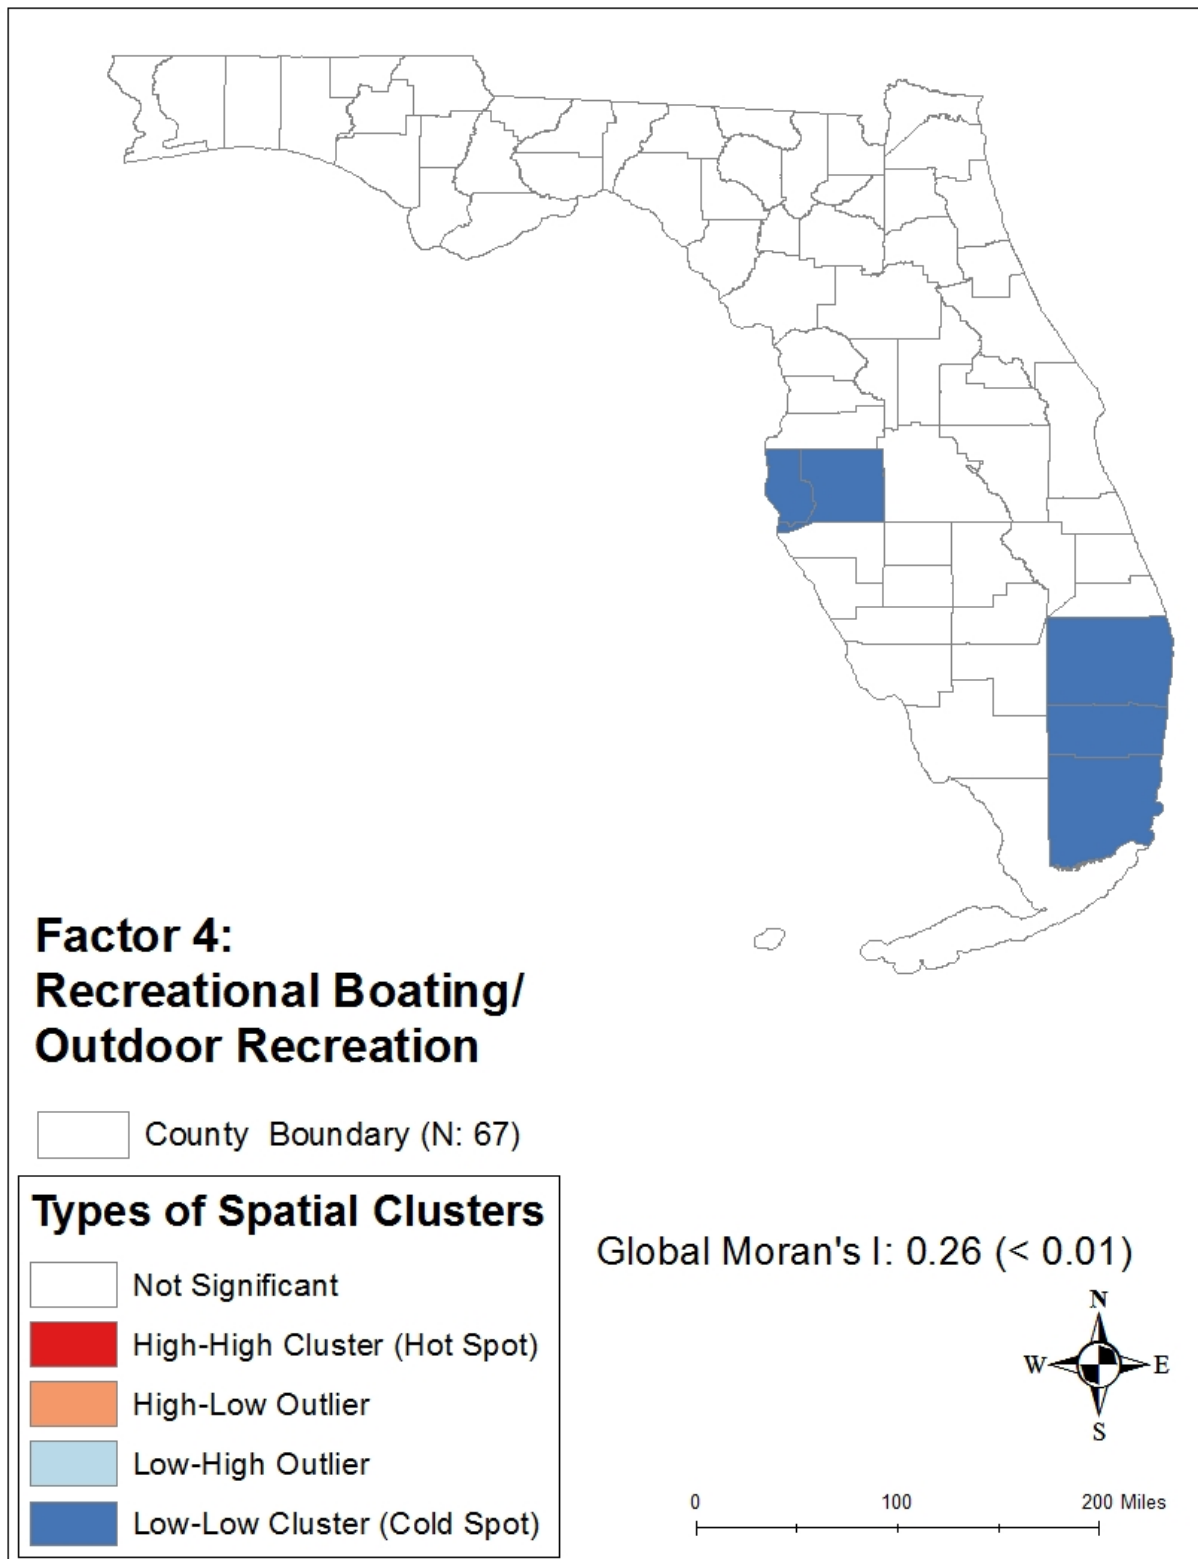 Factor 4:
Recreational Boating/
Outdoor Recreation
County Boundary (N: 67)
Types of Spatial Clusters
Not Significant
High-High Cluster (Hot Spot)
High-Low Outlier
Low-High Outlier
Low-Low Cluster (Cold Spot)
Global Moran's I: 0.26 (< 0.01)
N
W E
S
0 100 200 Miles